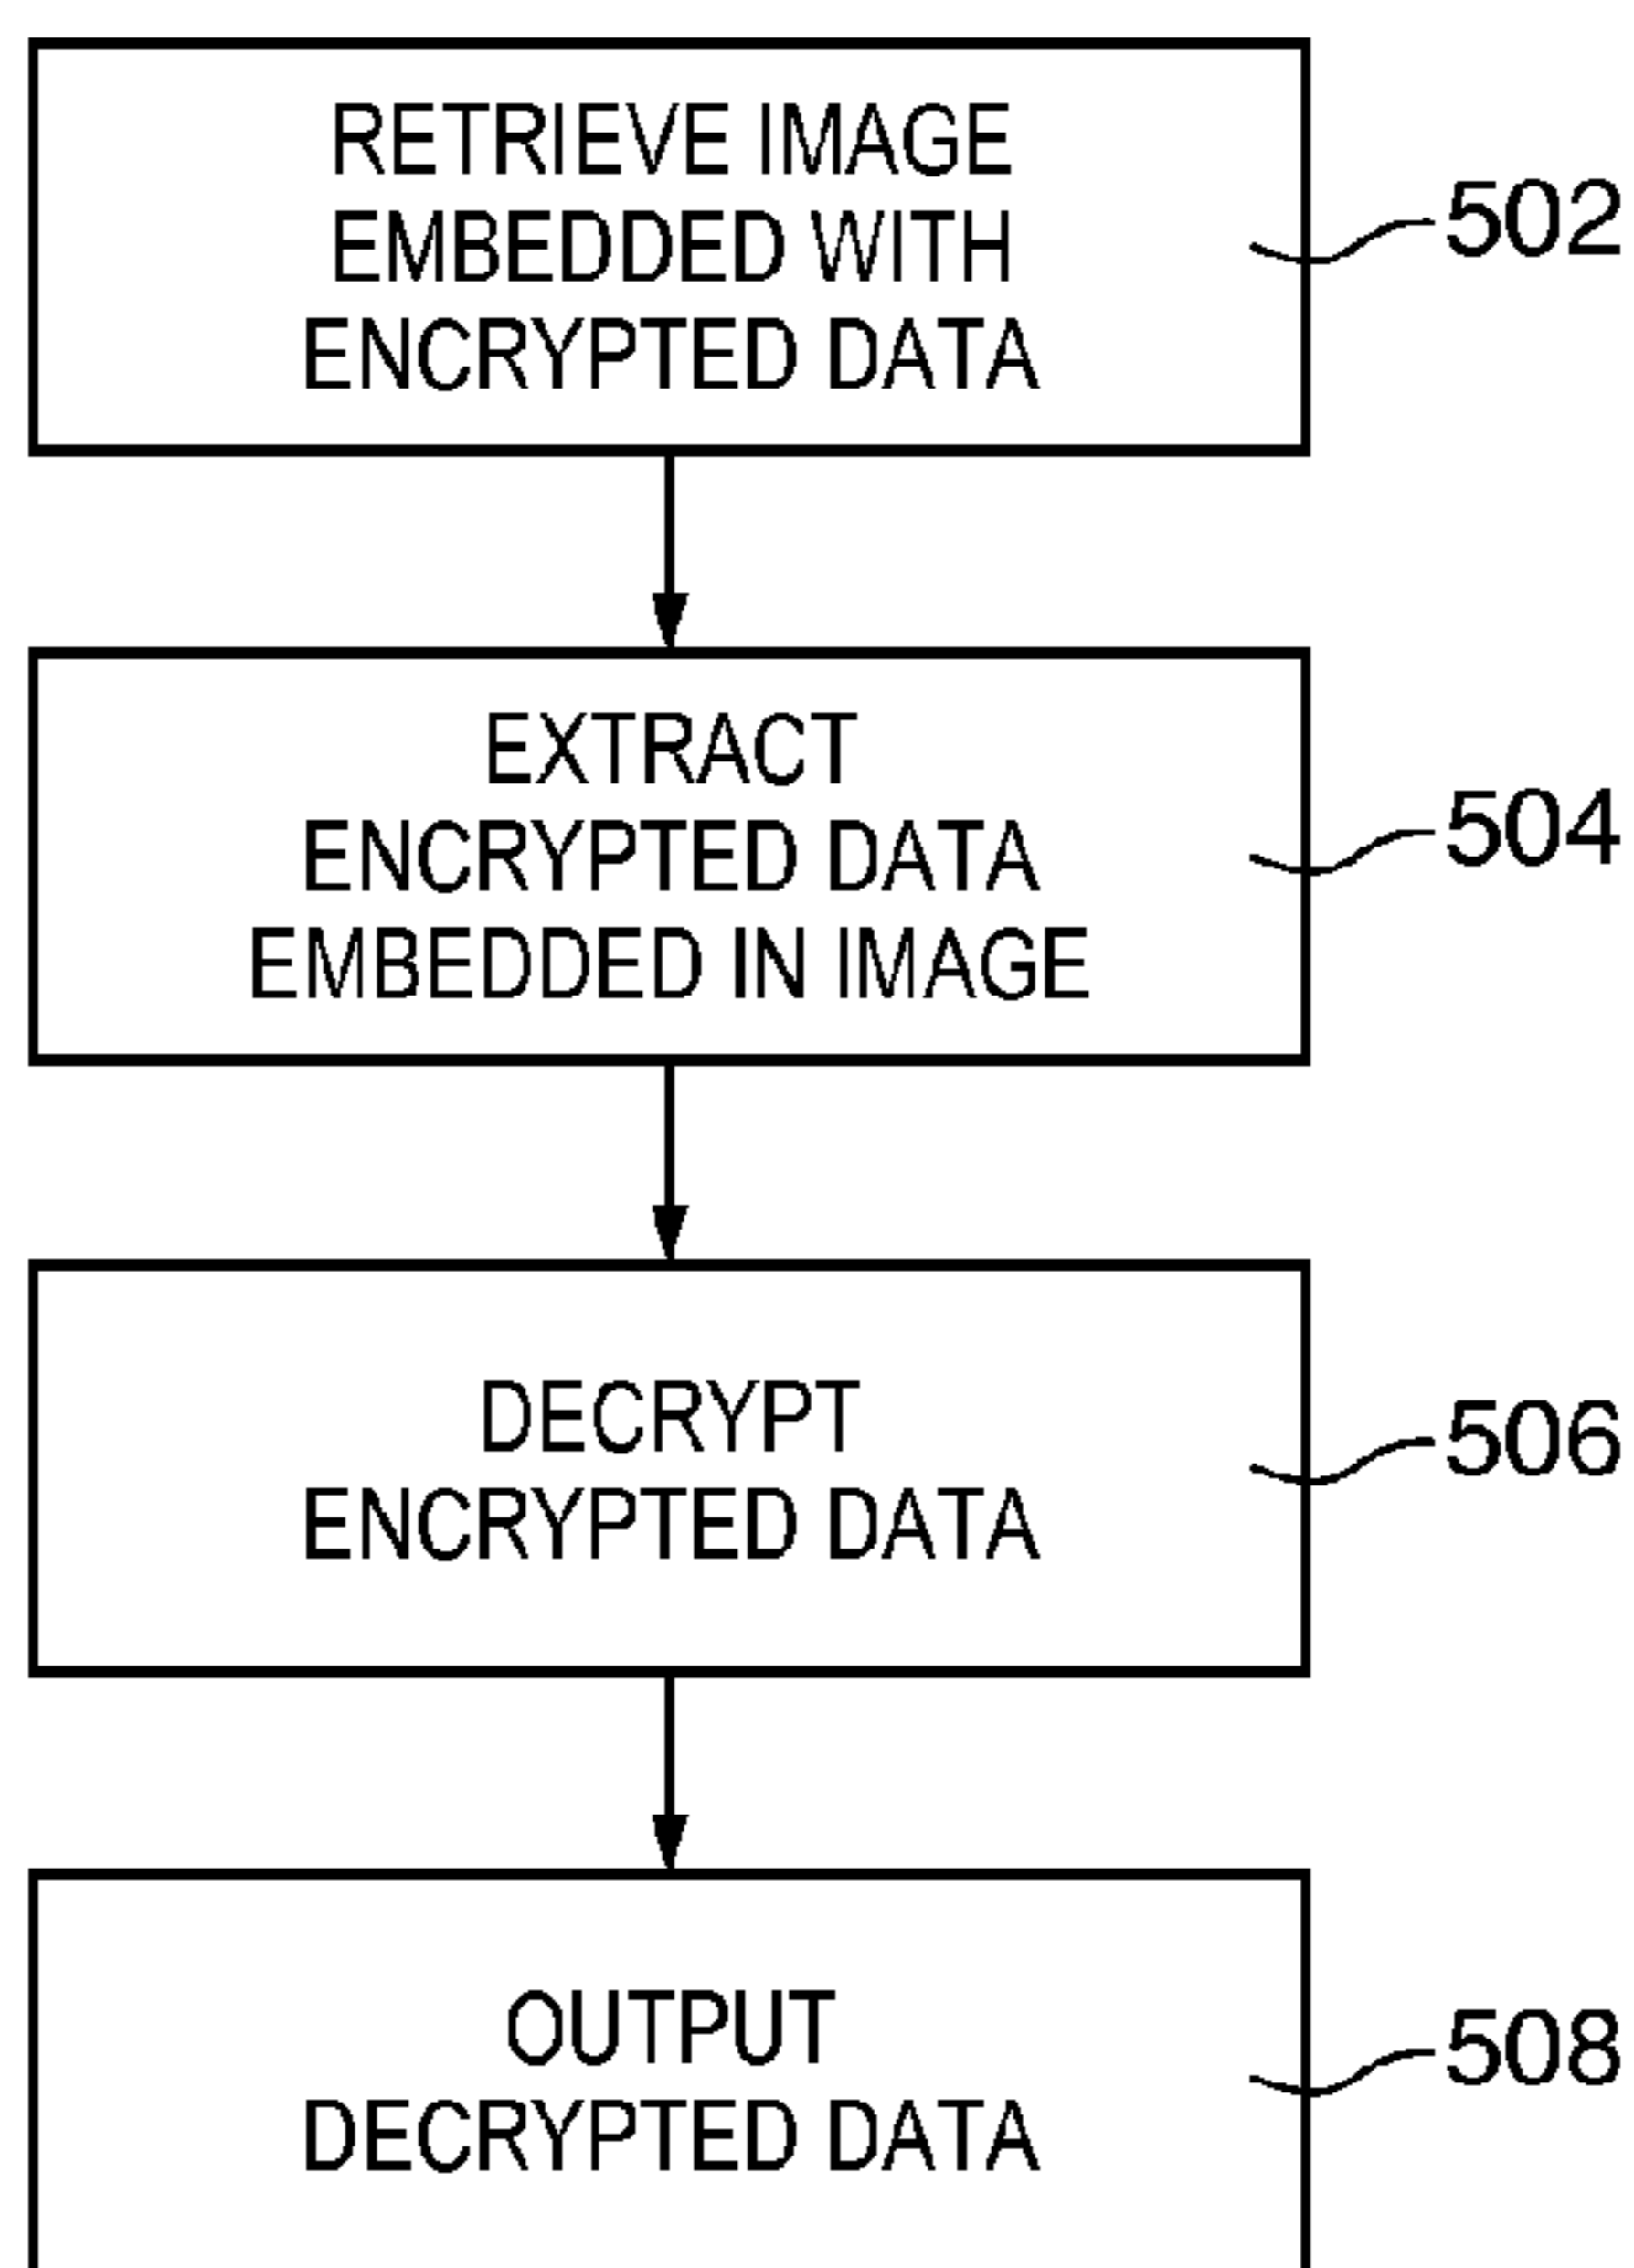 RETRIEVE IMAGE
EMBEDDED WITH
ENCRYPTED DATA
502
EXTRACT
ENCRYPTED DATA
EMBEDDED IN IMAGE
504
DECRYPT
ENCRYPTED DATA
506
OUTPUT
DECRYPTED DATA
508